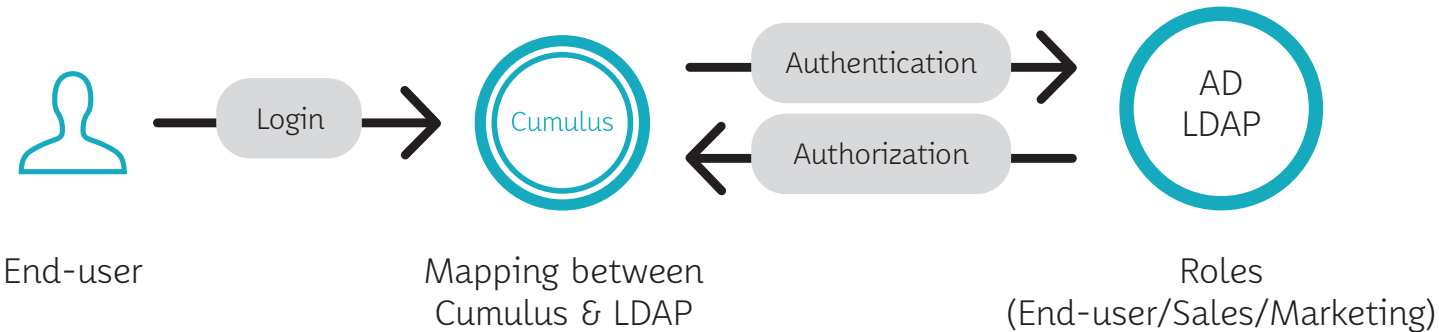 Login
Cumulus
Authentication
Authorization
AD
LDAP
End-user
Mapping between
Cumulus & LDAP
Roles
(End-user/Sales/Marketing)